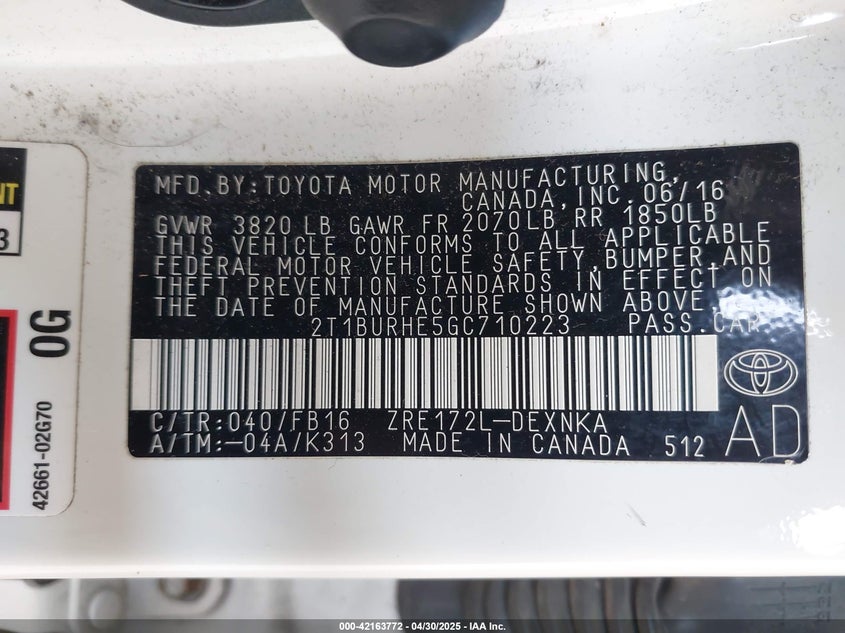 NT
3
0G
42661-02G70
MFD.BY:TOYOTA MOTOR MANUFACTURING,
CANADA,INC.06/16
GVWR 3820 LB GAWR FR 2070LB RR 1850LB
THIS VEHICLE CONFORMS TO ALL APPLICABLE
FEDERAL MOTOR VEHICLE SAFETY,BUMPER,AND
THEFT PREVENTION STANDARDS IN EFFECT ON
THE DATE OF MANUFACTURE SHOWN ABOVE.
2T1BURHE5GC710223 PASS.CAR
C/TR:040/FB16 ZRE172L-DEXNKA
A/TM:-04A/K313 MADE IN CANADA 512
AD
000-42163772 - 04/30/2025 - IAA Inc.